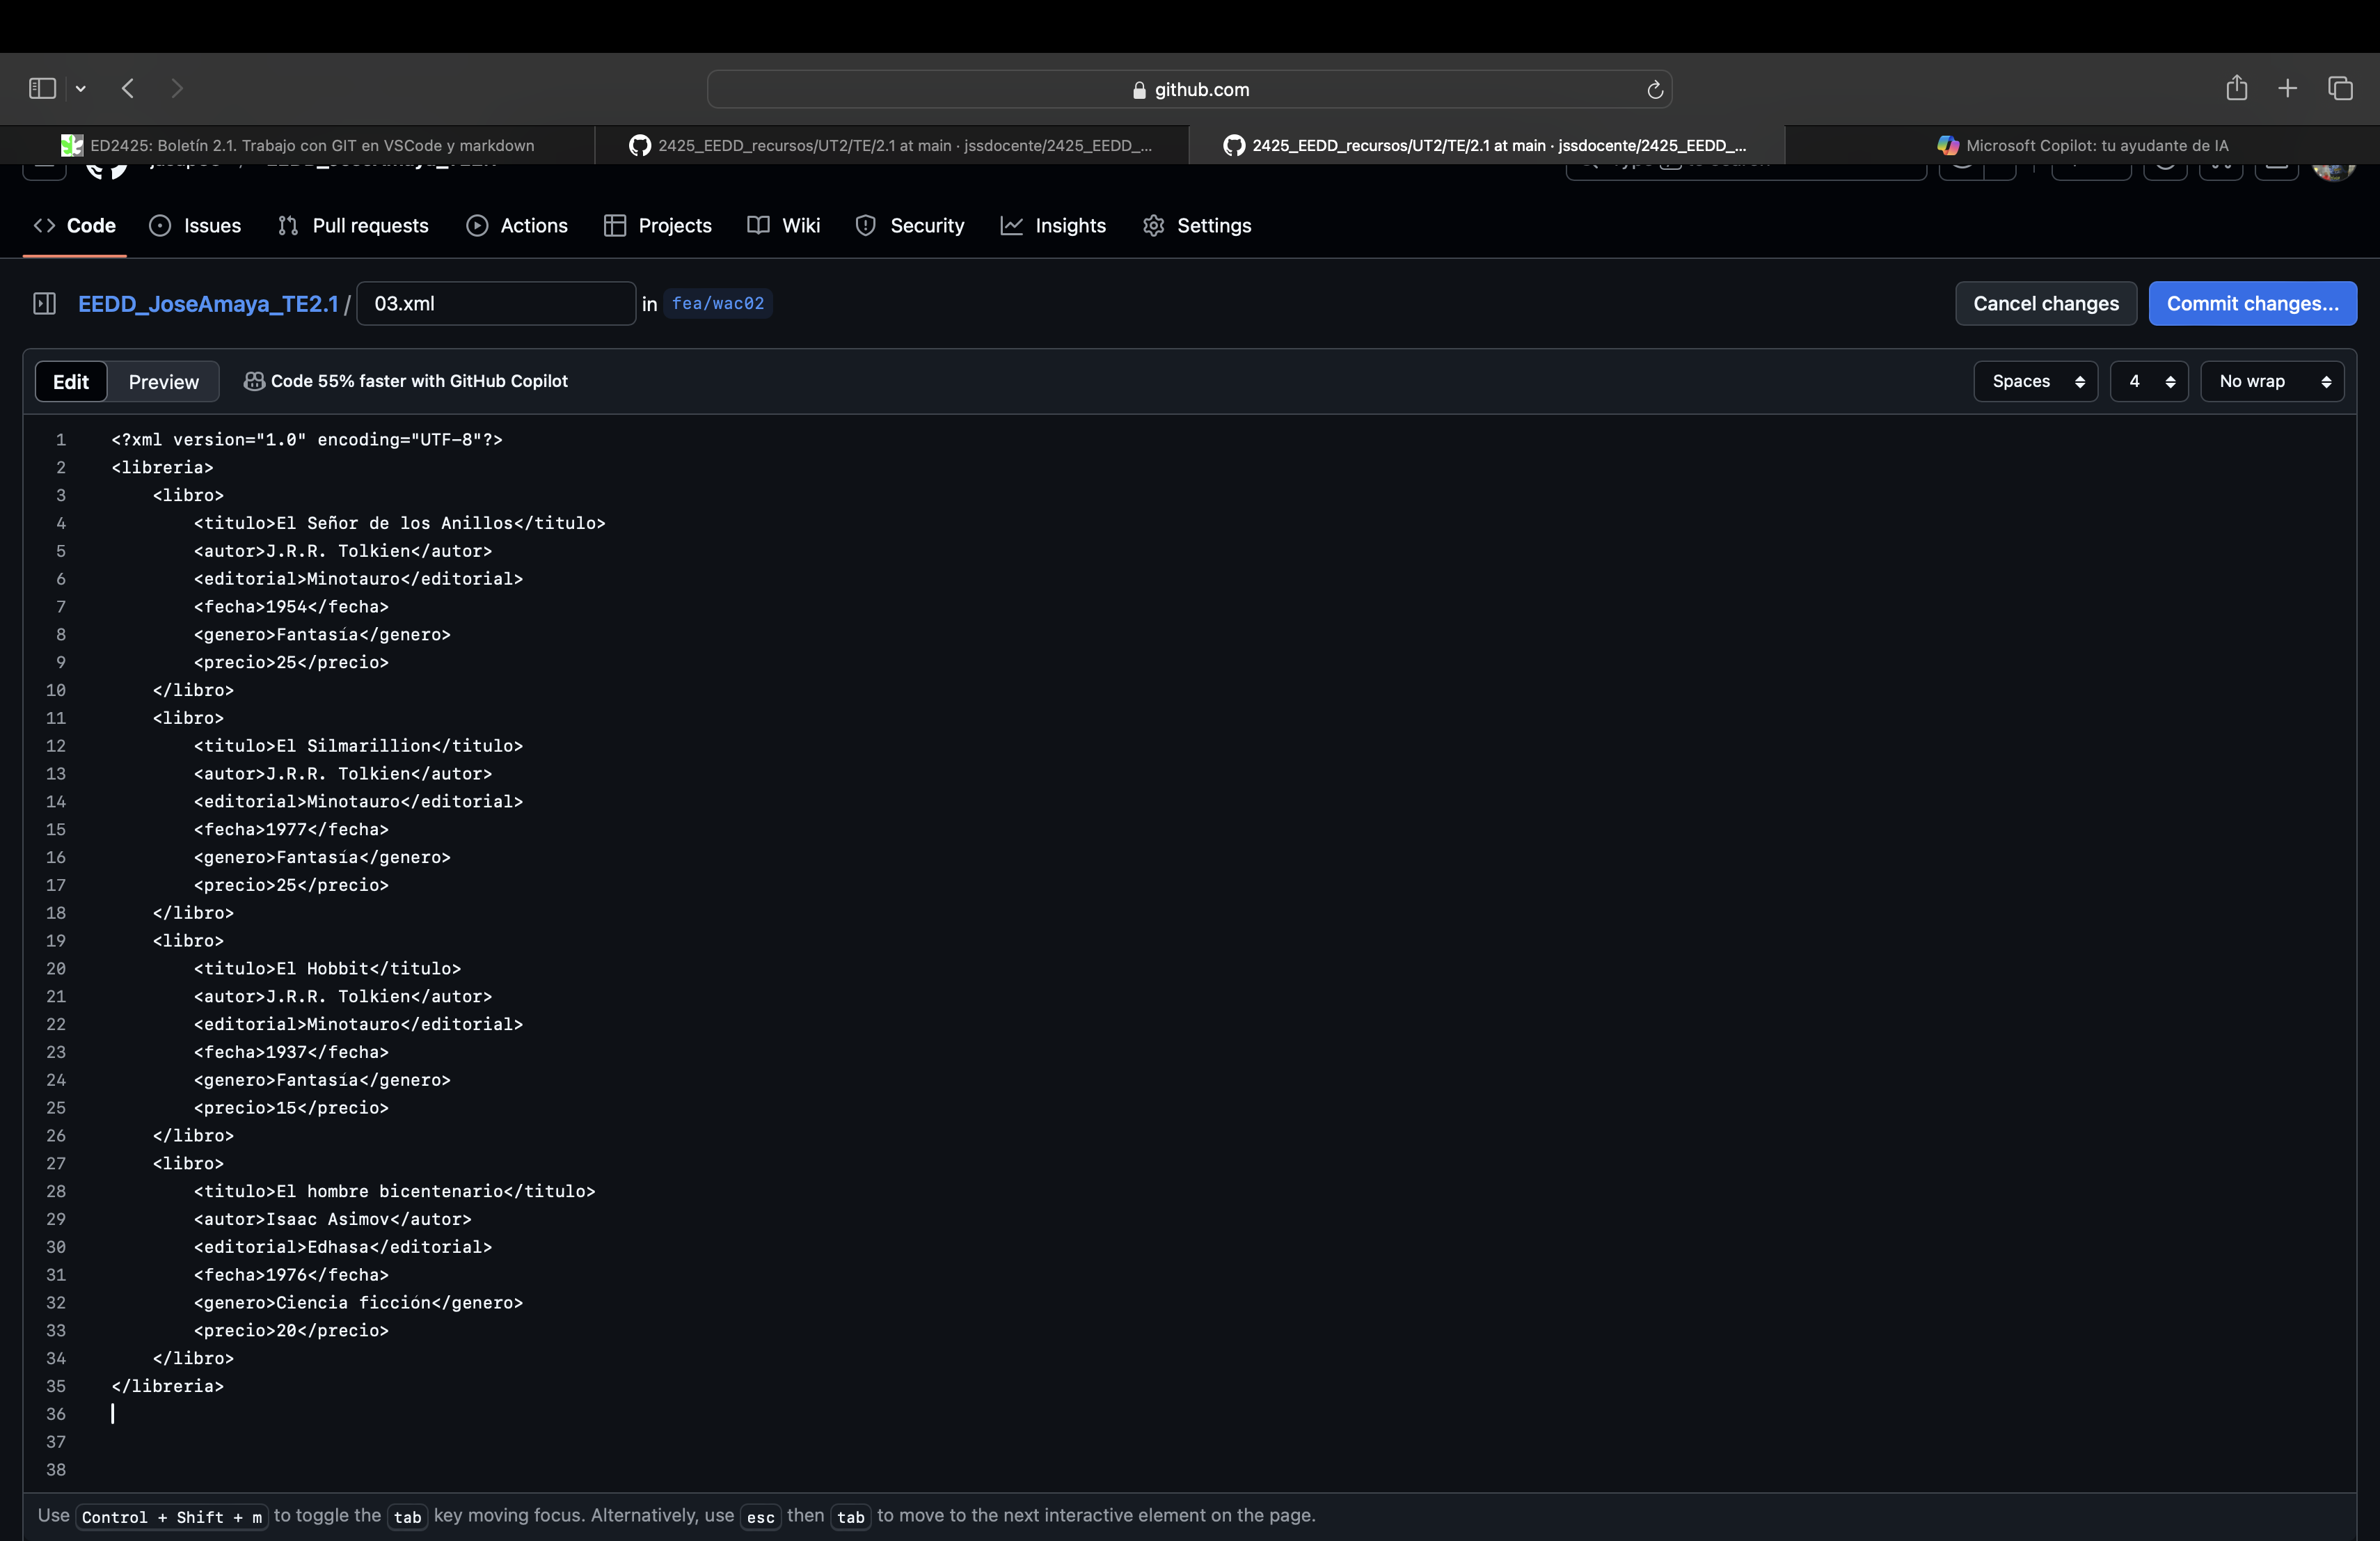 github.com
ED2425: Boletín 2.1. Trabajo con GIT en VSCode y markdown
2425_EEDD_recursos/UT2/TE/2.1 at main · jssdocente/2425_EEDD_...
2425_EEDD_recursos/UT2/TE/2.1 at main · jssdocente/2425_EEDD_...
Microsoft Copilot: tu ayudante de IA
Code
Issues
Pull requests
Actions
Projects
Wiki
Security
Insights
Settings
EEDD_JoseAmaya_TE2.1 / 03.xml in fea/wac02
Cancel changes
Commit changes...
Edit
Preview
Code 55% faster with GitHub Copilot
Spaces
4
No wrap
1 <?xml version="1.0" encoding="UTF-8"?>
2 <libreria>
3 <libro>
4 <titulo>El Señor de los Anillos</titulo>
5 <autor>J.R.R. Tolkien</autor>
6 <editorial>Minotauro</editorial>
7 <fecha>1954</fecha>
8 <genero>Fantasía</genero>
9 <precio>25</precio>
10 </libro>
11 <libro>
12 <titulo>El Silmarillion</titulo>
13 <autor>J.R.R. Tolkien</autor>
14 <editorial>Minotauro</editorial>
15 <fecha>1977</fecha>
16 <genero>Fantasía</genero>
17 <precio>25</precio>
18 </libro>
19 <libro>
20 <titulo>El Hobbit</titulo>
21 <autor>J.R.R. Tolkien</autor>
22 <editorial>Minotauro</editorial>
23 <fecha>1937</fecha>
24 <genero>Fantasía</genero>
25 <precio>15</precio>
26 </libro>
27 <libro>
28 <titulo>El hombre bicentenario</titulo>
29 <autor>Isaac Asimov</autor>
30 <editorial>Edhasa</editorial>
31 <fecha>1976</fecha>
32 <genero>Ciencia ficción</genero>
33 <precio>20</precio>
34 </libro>
35 </libreria>
36
37
38
Use Control + Shift + m to toggle the tab key moving focus. Alternatively, use esc then tab to move to the next interactive element on the page.